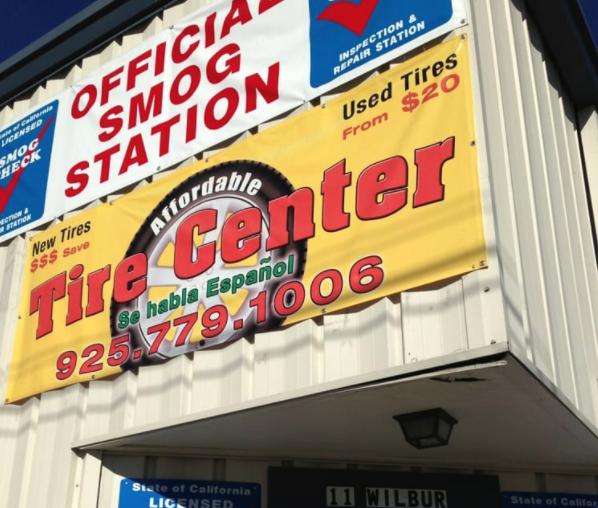 OFFICIAL
SMOG
STATION
INSPECTION &
REPAIR STATION
State of California
LICENSED
SMOG
CHECK
INSPECTION &
REPAIR STATION
Used Tires
From $20
New Tires
$$$ Save
Affordable
Tire Center
Se habla Español
925.779.1006
State of California
LICENSED
11 WILBUR
State of California